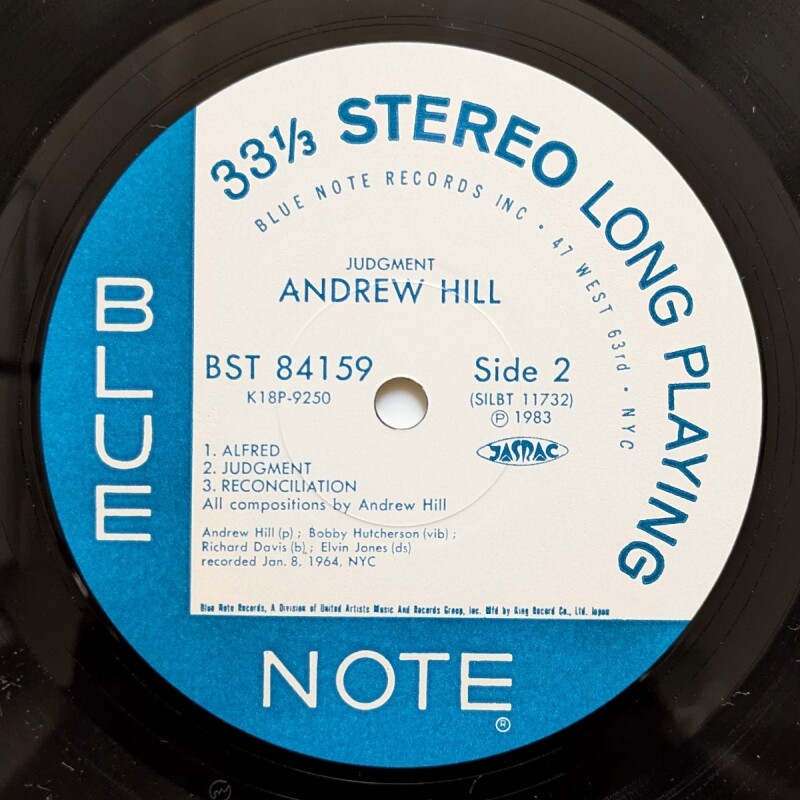 33⅓ STEREO LONG PLAYING
BLUE NOTE RECORDS INC • 47 WEST 63rd • NYC
JUDGMENT
ANDREW HILL
BST 84159
K18P-9250
Side 2
(SILBT 11732)
Ⓟ 1983
JASRAC
1. ALFRED
2. JUDGMENT
3. RECONCILIATION
All compositions by Andrew Hill
Andrew Hill (p) ; Bobby Hutcherson (vib) ;
Richard Davis (b) ; Elvin Jones (ds)
recorded Jan. 8, 1964, NYC
Blue Note Records, A Division of United Artists Music And Records Group, Inc. Mfd by King Record Co., Ltd. Japan
BLUE
NOTE
®